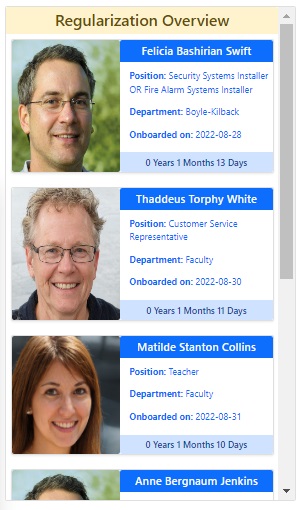 Regularization Overview
Felicia Bashirian Swift
Position: Security Systems Installer
OR Fire Alarm Systems Installer
Department: Boyle-Kilback
Onboarded on: 2022-08-28
0 Years 1 Months 13 Days
Thaddeus Torphy White
Position: Customer Service
Representative
Department: Faculty
Onboarded on: 2022-08-30
0 Years 1 Months 11 Days
Matilde Stanton Collins
Position: Teacher
Department: Faculty
Onboarded on: 2022-08-31
0 Years 1 Months 10 Days
Anne Bergnaum Jenkins